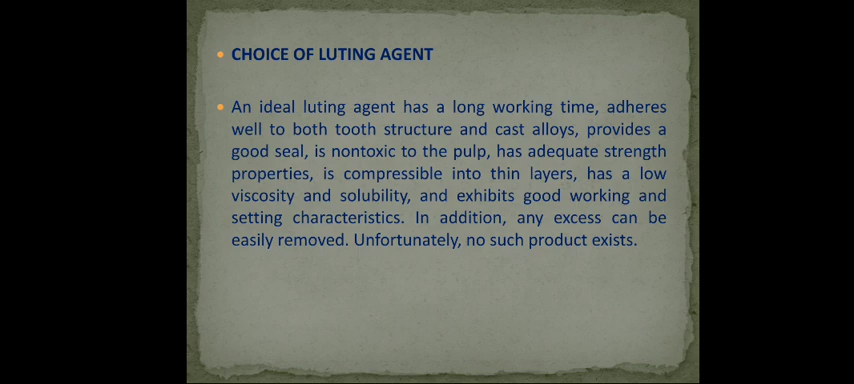 • CHOICE OF LUTING AGENT
• An ideal luting agent has a long working time, adheres
well to both tooth structure and cast alloys, provides a
good seal, is nontoxic to the pulp, has adequate strength
properties, is compressible into thin layers, has a low
viscosity and solubility, and exhibits good working and
setting characteristics. In addition, any excess can be
easily removed. Unfortunately, no such product exists.